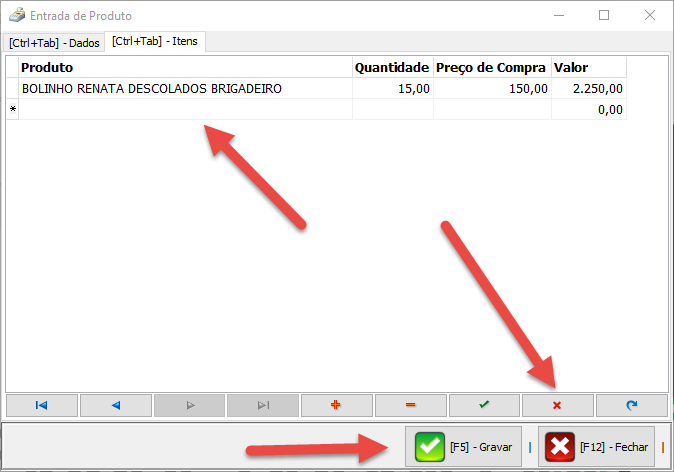 Entrada de Produto
[Ctrl+Tab] - Dados [Ctrl+Tab] - Itens
Produto Quantidade Preço de Compra Valor
BOLINHO RENATA DESCOLADOS BRIGADEIRO 15,00 150,00 2.250,00
* 0,00
[F5] - Gravar | [F12] - Fechar |